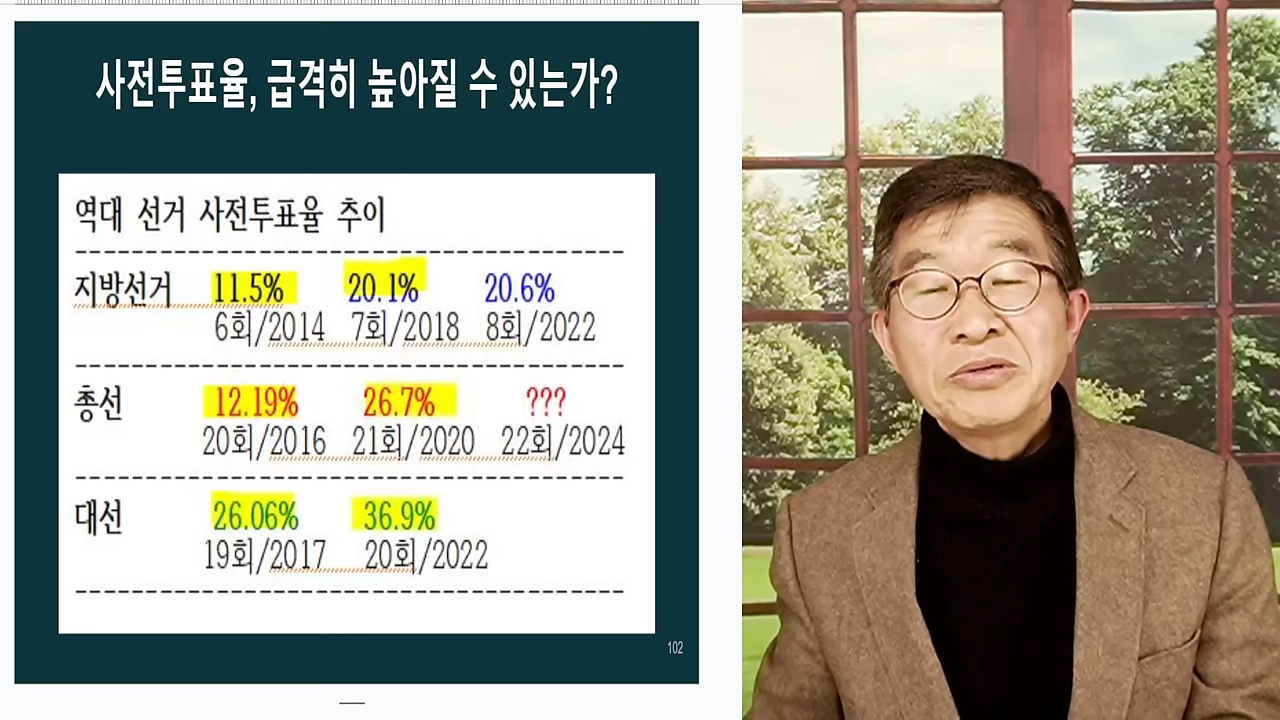 사전투표율, 급격히 높아질 수 있는가?
역대 선거 사전투표율 추이
지방선거 11.5% 20.1% 20.6%
6회/2014 7회/2018 8회/2022
총선 12.19% 26.7% ???
20회/2016 21회/2020 22회/2024
대선 26.06% 36.9%
19회/2017 20회/2022
102